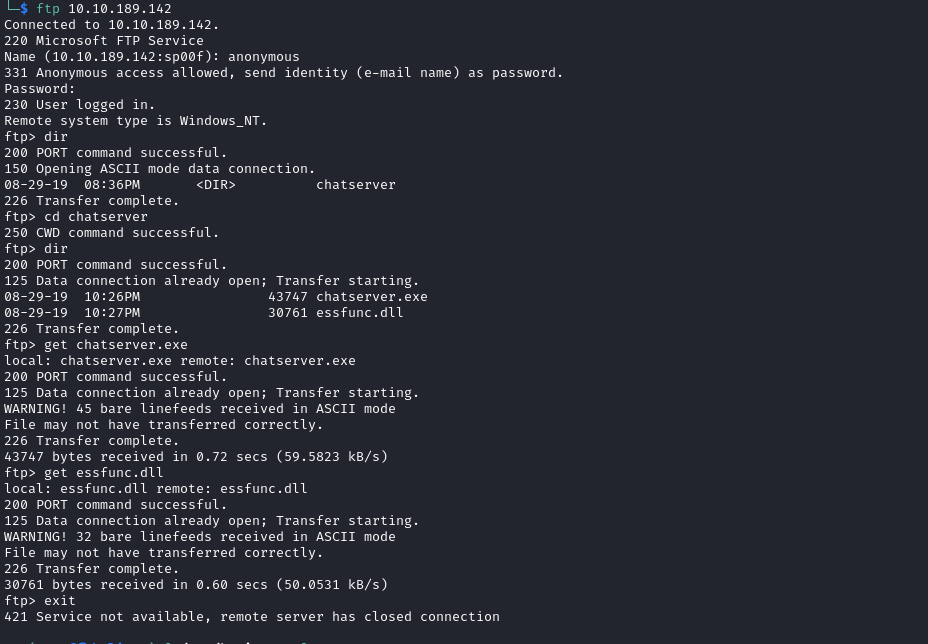 └─$ ftp 10.10.189.142
Connected to 10.10.189.142.
220 Microsoft FTP Service
Name (10.10.189.142:sp00f): anonymous
331 Anonymous access allowed, send identity (e-mail name) as password.
Password:
230 User logged in.
Remote system type is Windows_NT.
ftp> dir
200 PORT command successful.
150 Opening ASCII mode data connection.
08-29-19  08:36PM       <DIR>          chatserver
226 Transfer complete.
ftp> cd chatserver
250 CWD command successful.
ftp> dir
200 PORT command successful.
125 Data connection already open; Transfer starting.
08-29-19  10:26PM                43747 chatserver.exe
08-29-19  10:27PM                30761 essfunc.dll
226 Transfer complete.
ftp> get chatserver.exe
local: chatserver.exe remote: chatserver.exe
200 PORT command successful.
125 Data connection already open; Transfer starting.
WARNING! 45 bare linefeeds received in ASCII mode
File may not have transferred correctly.
226 Transfer complete.
43747 bytes received in 0.72 secs (59.5823 kB/s)
ftp> get essfunc.dll
local: essfunc.dll remote: essfunc.dll
200 PORT command successful.
125 Data connection already open; Transfer starting.
WARNING! 32 bare linefeeds received in ASCII mode
File may not have transferred correctly.
226 Transfer complete.
30761 bytes received in 0.60 secs (50.0531 kB/s)
ftp> exit
421 Service not available, remote server has closed connection